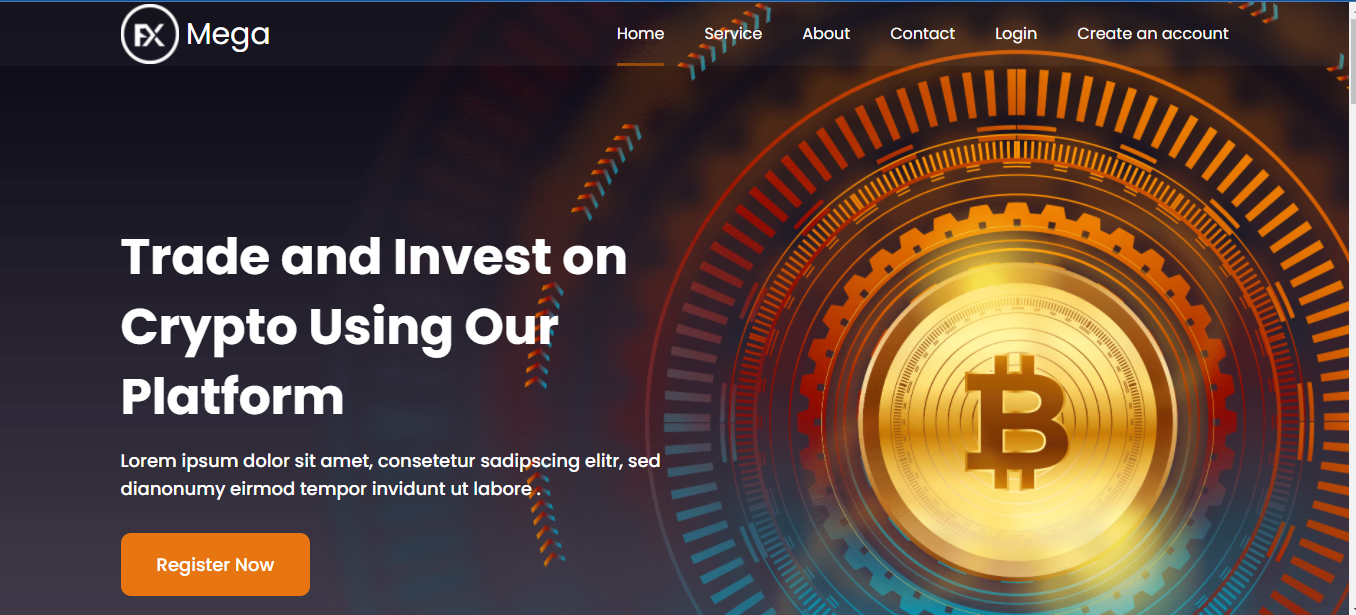 FX Mega
Home Service About Contact Login Create an account
Trade and Invest on
Crypto Using Our
Platform
Lorem ipsum dolor sit amet, consetetur sadipscing elitr, sed
dianonumy eirmod tempor invidunt ut labore .
Register Now